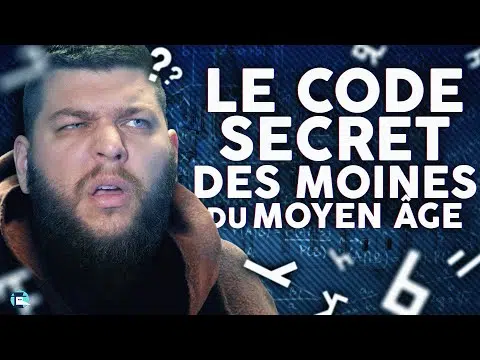 ??
LE CODE
SECRET
DES MOINES
DU MOYEN ÂGE